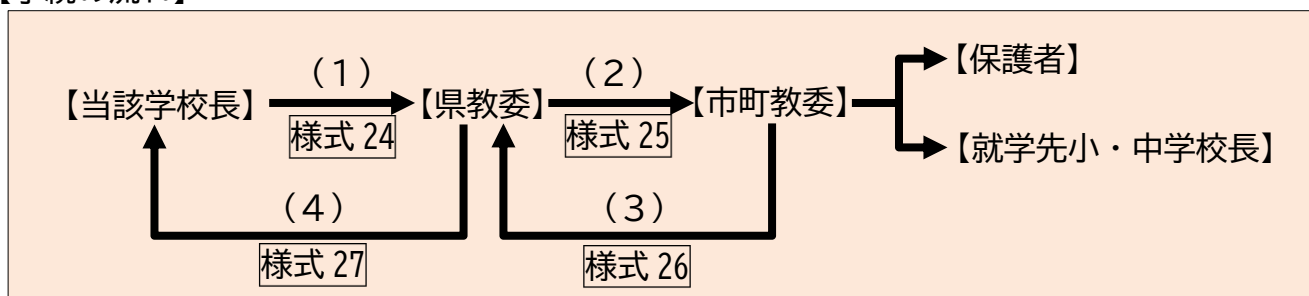 （１）
（２）
【保護者】
【当該学校長】
【県教委】
【市町教委】
様式 24
様式 25
【就学先小・中学校長】
（４）
（３）
様式 27
様式 26